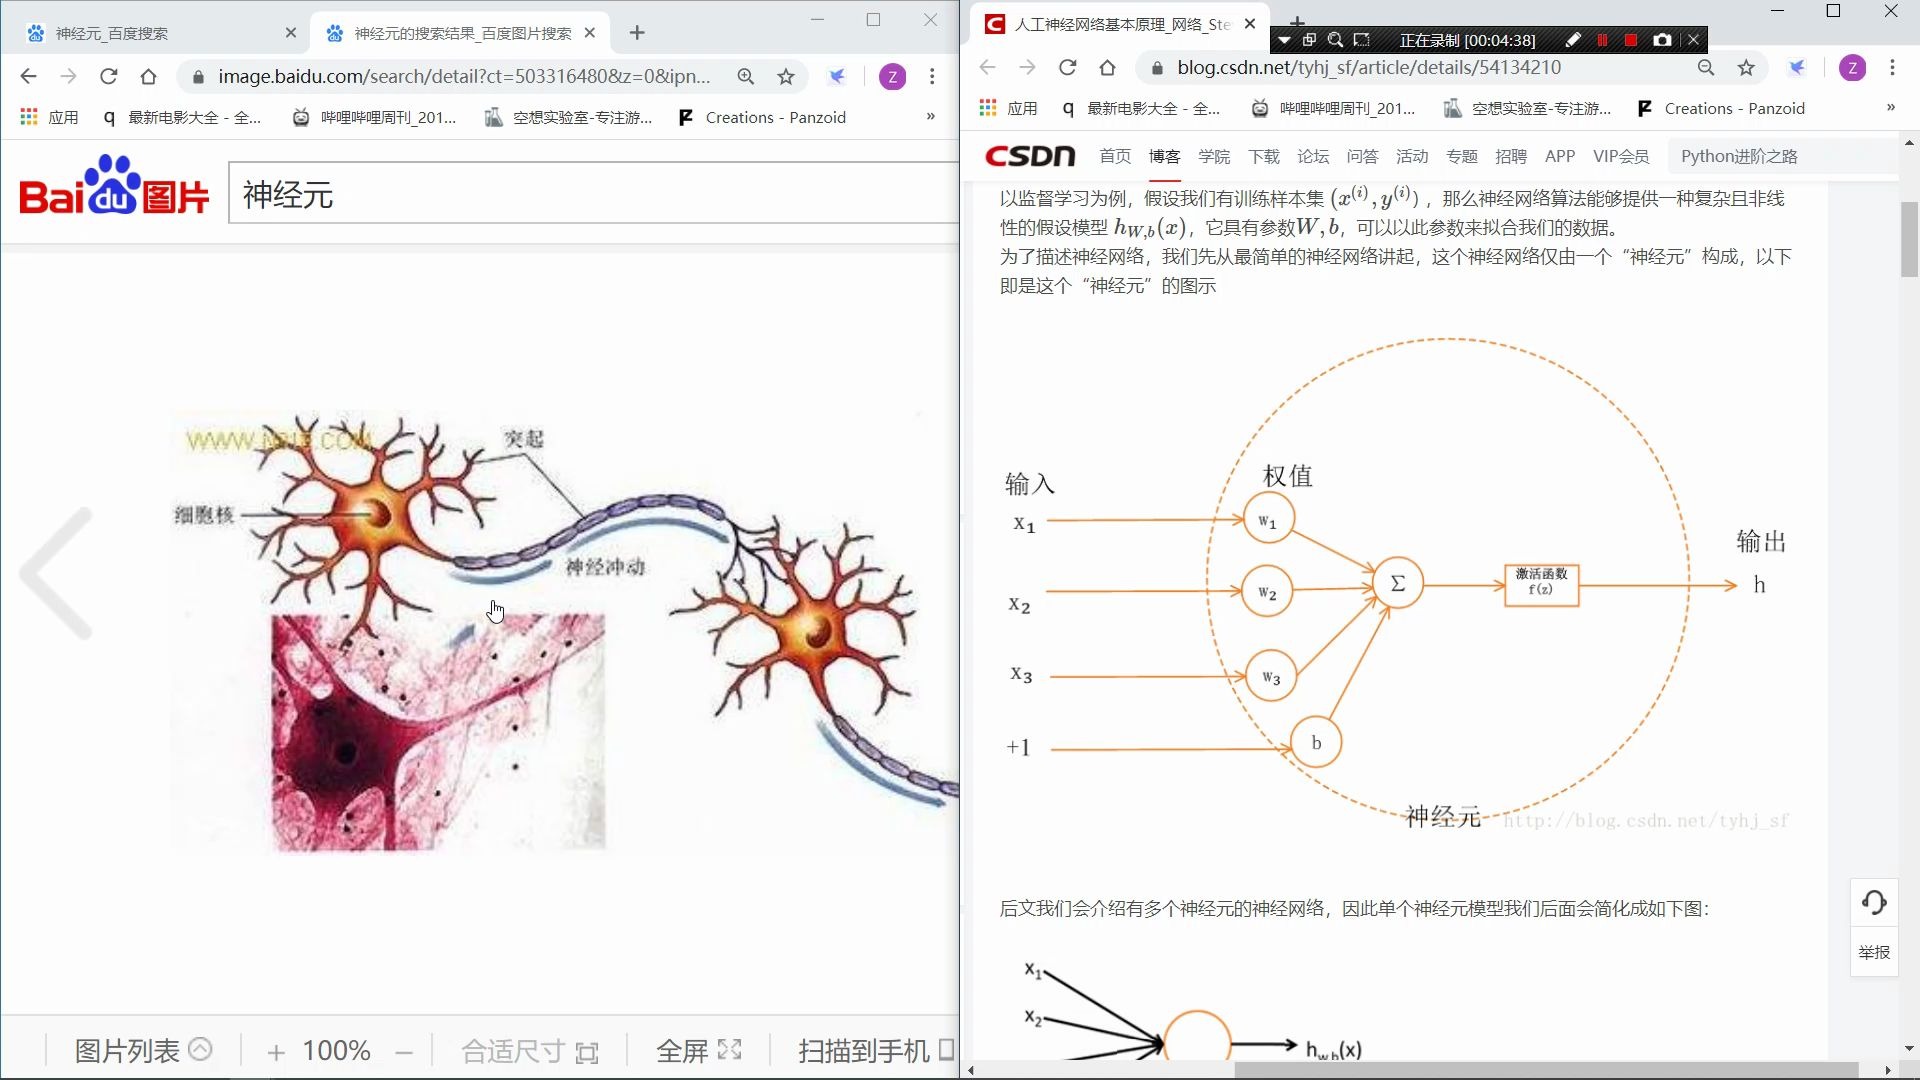 神经元_百度搜索
神经元的搜索结果_百度图片搜索
image.baidu.com/search/detail?ct=503316480&z=0&ipn...
Z
应用
q 最新电影大全 - 全...
哔哩哔哩周刊_201...
空想实验室-专注游...
Creations - Panzoid
»
Bai du 图片
神经元
突起
细胞核
神经冲动
图片列表
+ 100% —
合适尺寸
全屏
扫描到手机
人工神经网络基本原理_网络_Ste
正在录制 [00:04:38]
blog.csdn.net/tyhj_sf/article/details/54134210
Z
应用
q 最新电影大全 - 全...
哔哩哔哩周刊_201...
空想实验室-专注游...
Creations - Panzoid
»
CSDN 首页 博客 学院 下载 论坛 问答 活动 专题 招聘 APP VIP会员 Python进阶之路
以监督学习为例，假设我们有训练样本集 (x^(i), y^(i)) ，那么神经网络算法能够提供一种复杂且非线
性的假设模型 h_{W,b}(x)，它具有参数W, b，可以以此参数来拟合我们的数据。
为了描述神经网络，我们先从最简单的神经网络讲起，这个神经网络仅由一个“神经元”构成，以下
即是这个“神经元”的图示
输入
权值
x1
w1
输出
x2
w2
Σ
激活函数
f(z)
h
x3
w3
+1
b
神经元
http://blog.csdn.net/tyhj_sf
后文我们会介绍有多个神经元的神经网络，因此单个神经元模型我们后面会简化成如下图：
举报
x1
x2
h_{w,b}(x)